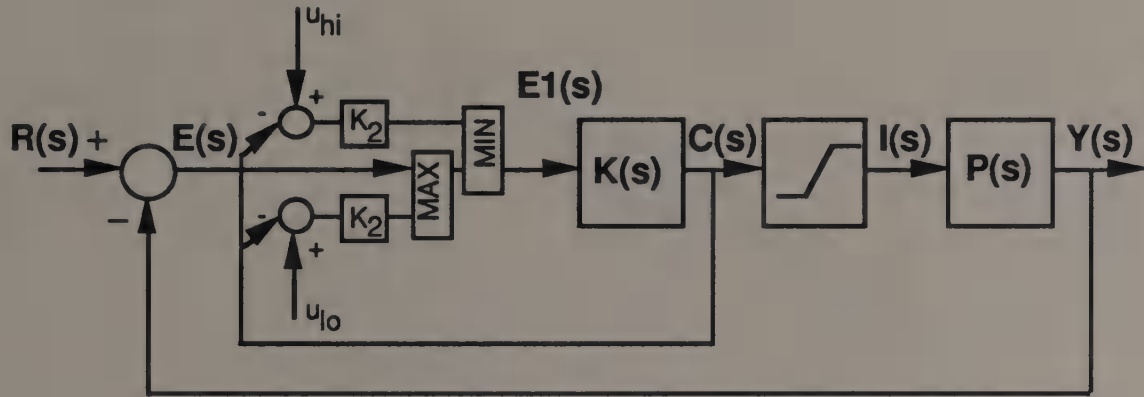 u_hi
+
-
K_2
MIN
E1(s)
R(s) +
E(s)
MAX
K(s)
C(s)
I(s)
P(s)
Y(s)
−
-
K_2
+
u_lo